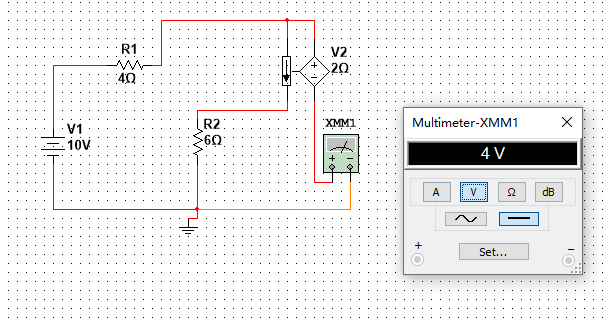 R1
4Ω
V2
2Ω
V1
10V
R2
6Ω
XMM1
+ −
Multimeter-XMM1 ×
4 V
A V Ω dB
+ Set... −